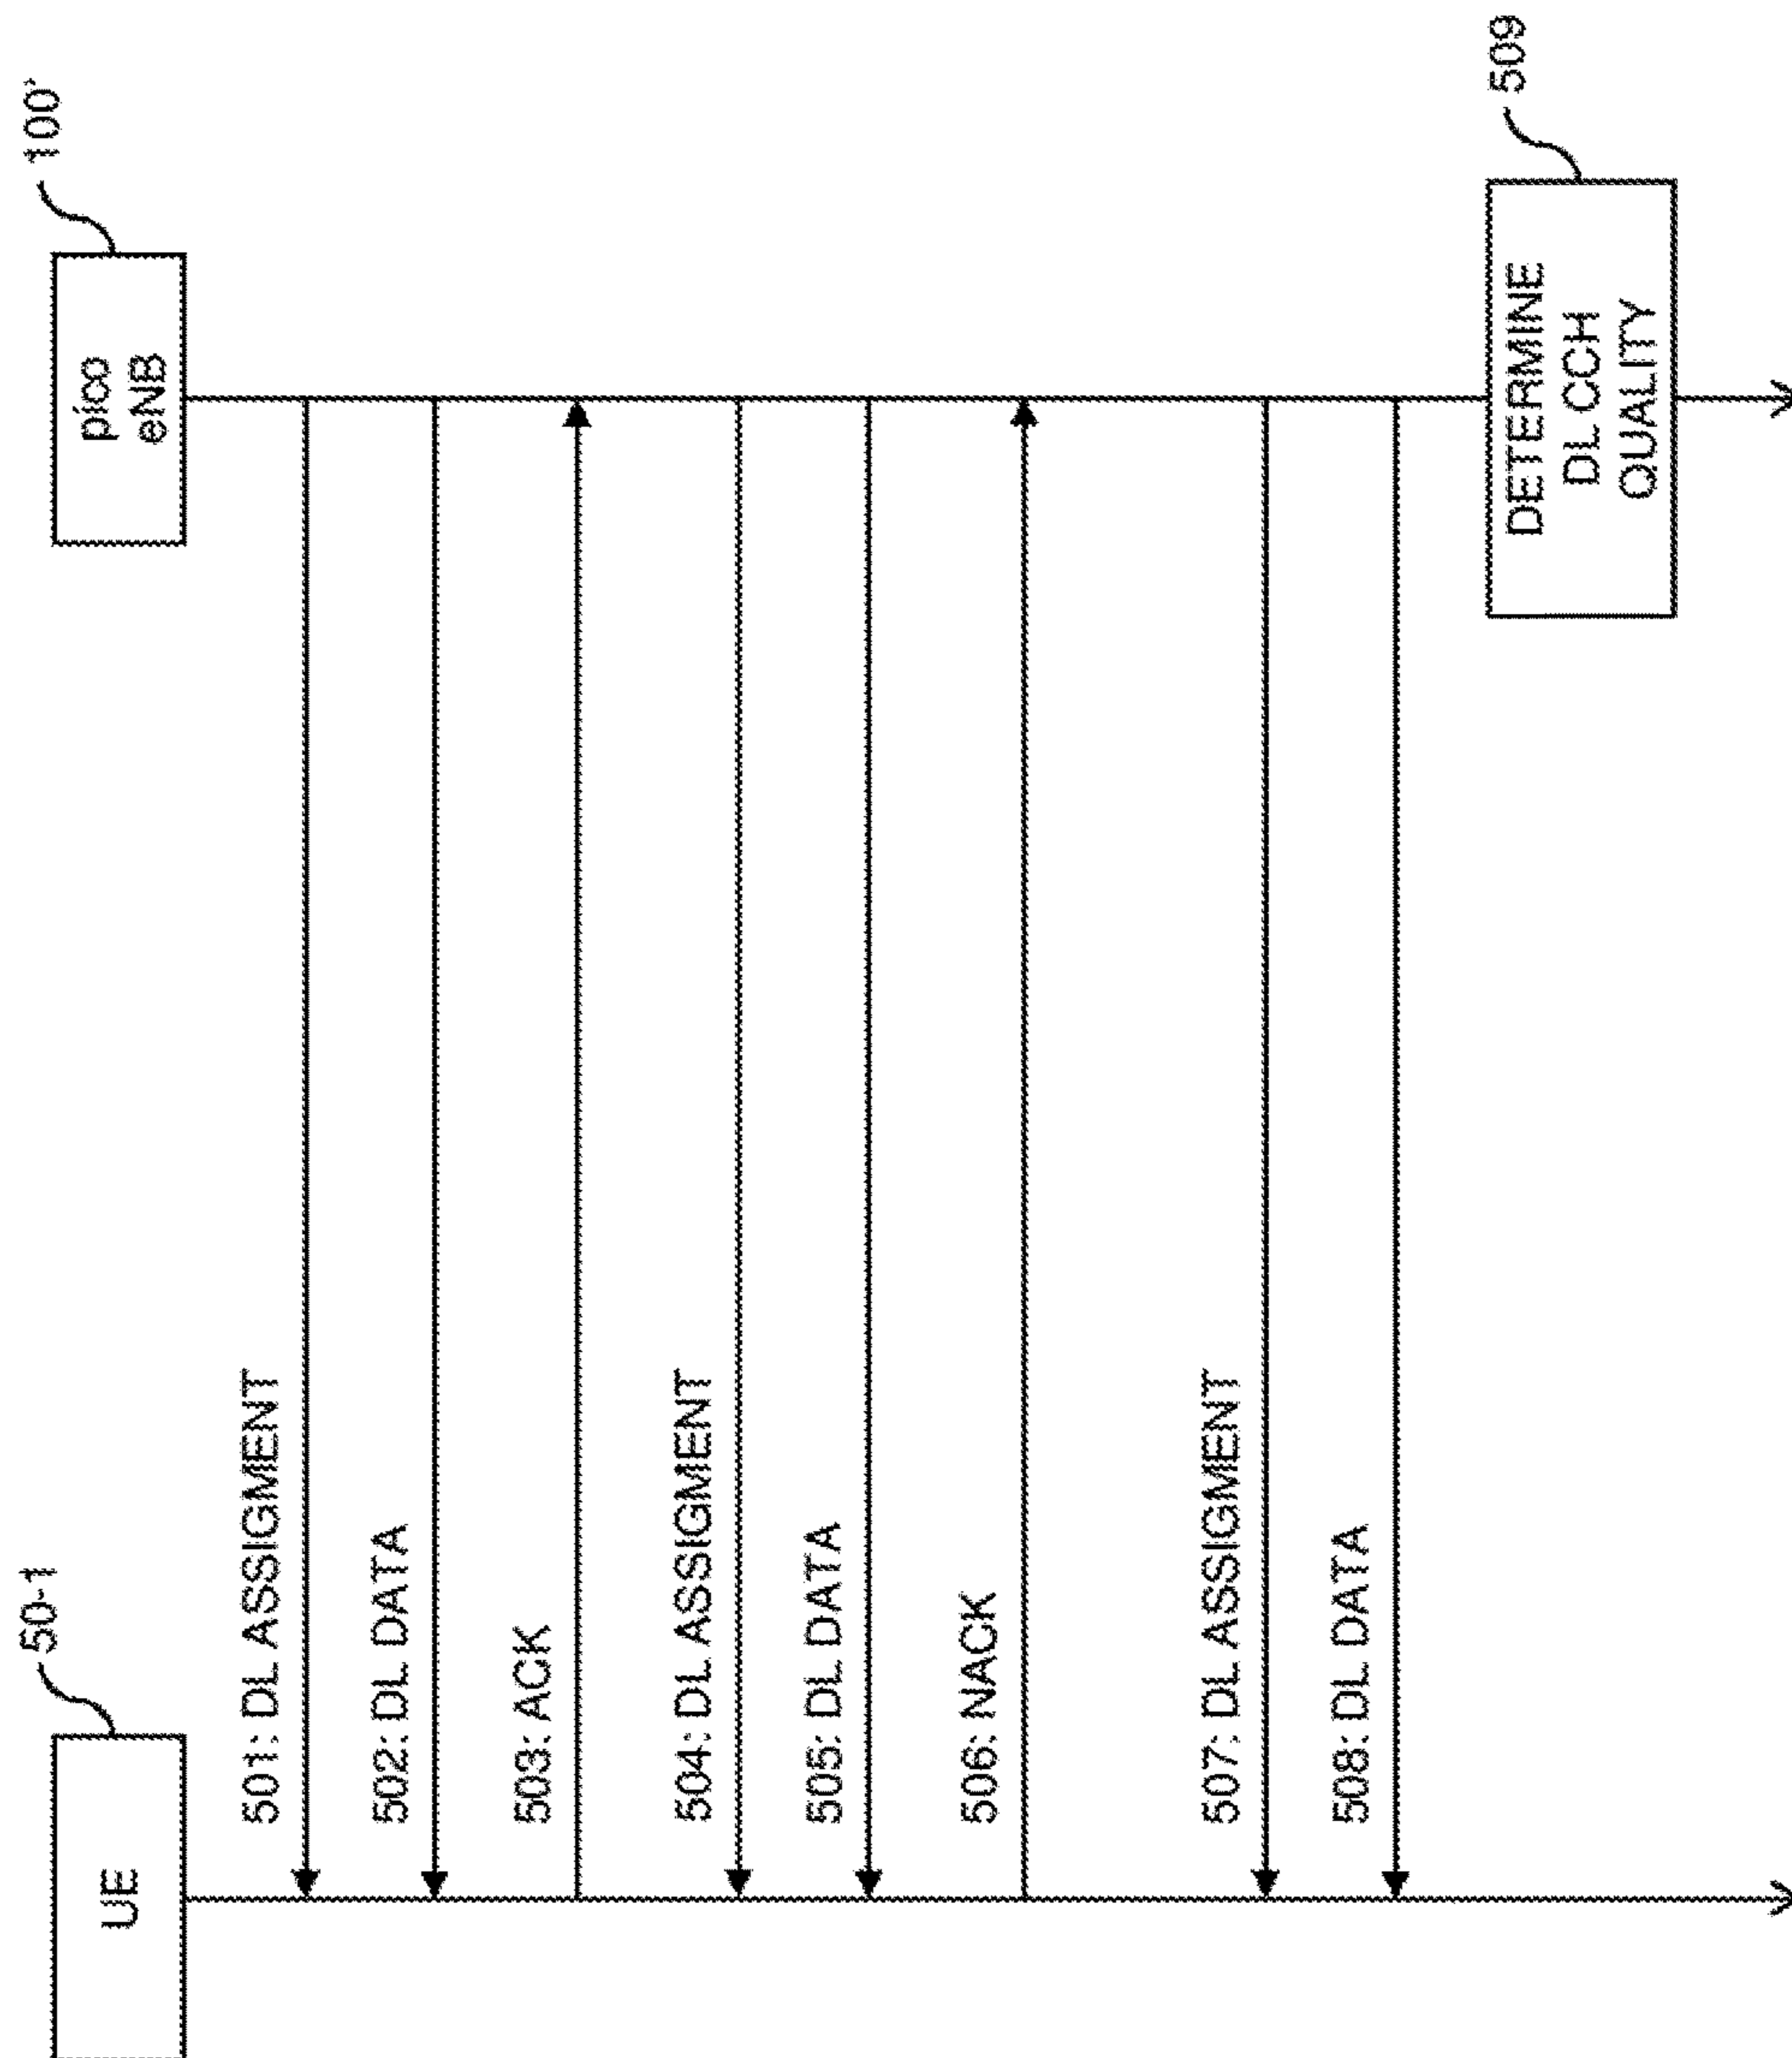 UE
50-1
pico
eNB
100'
501: DL ASSIGMENT
502: DL DATA
503: ACK
504: DL ASSIGMENT
505: DL DATA
506: NACK
507: DL ASSIGMENT
508: DL DATA
DETERMINE
DL CCH
QUALITY
509